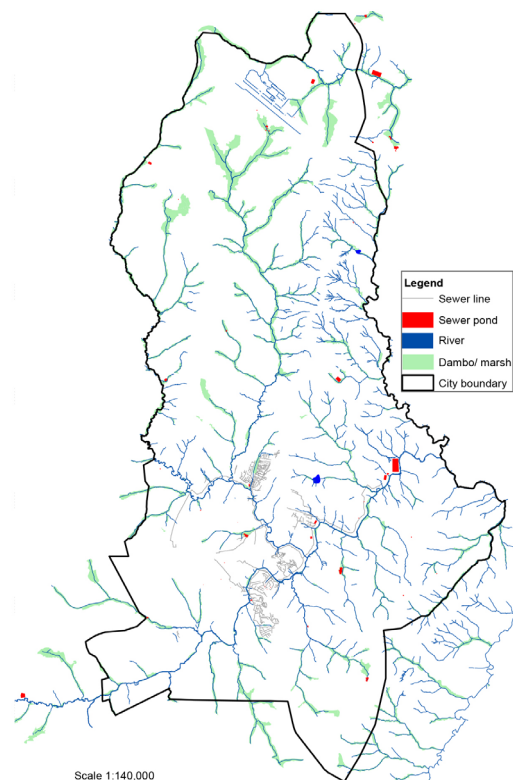 Legend
Sewer line
Sewer pond
River
Dambo/ marsh
City boundary
Scale 1:140.000